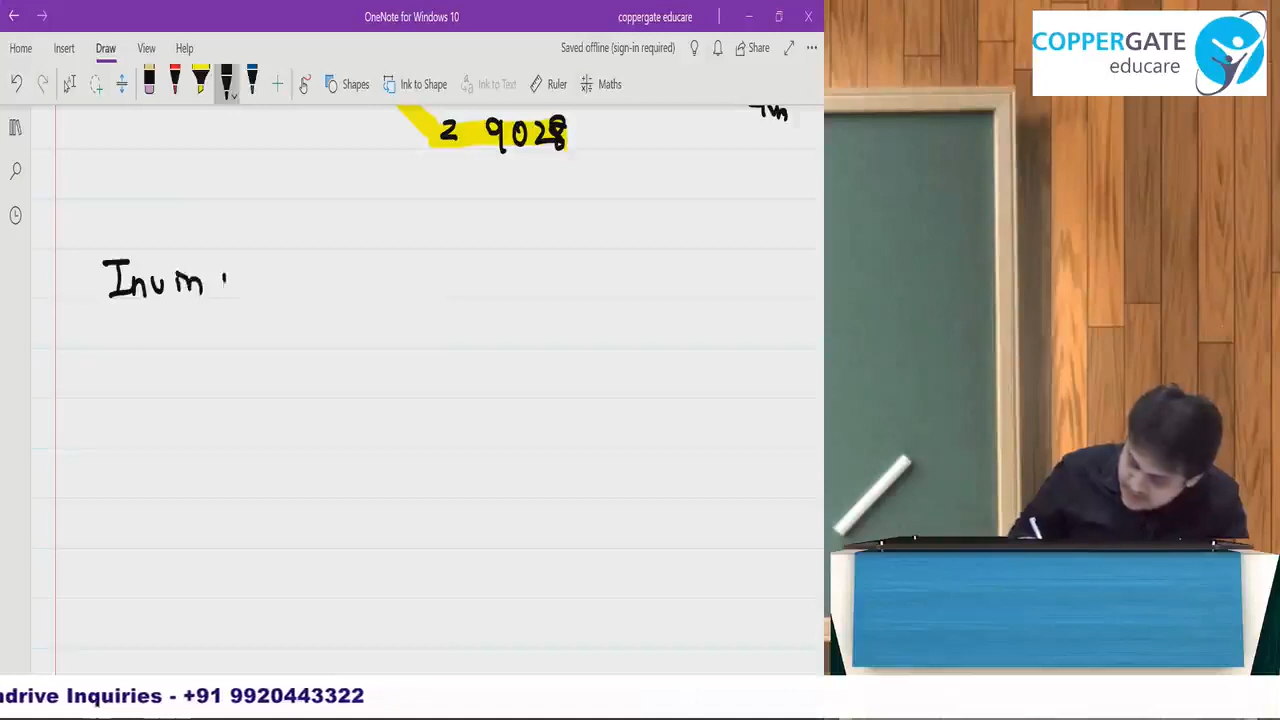 OneNote for Windows 10
coppergate educare
COPPERGATE
educare
Home Insert Draw View Help
Saved offline (sign-in required)
Share
Shapes
Ink to Shape
Ink to Text
Ruler
Maths
2 9028
Inum
ndrive Inquiries - +91 9920443322